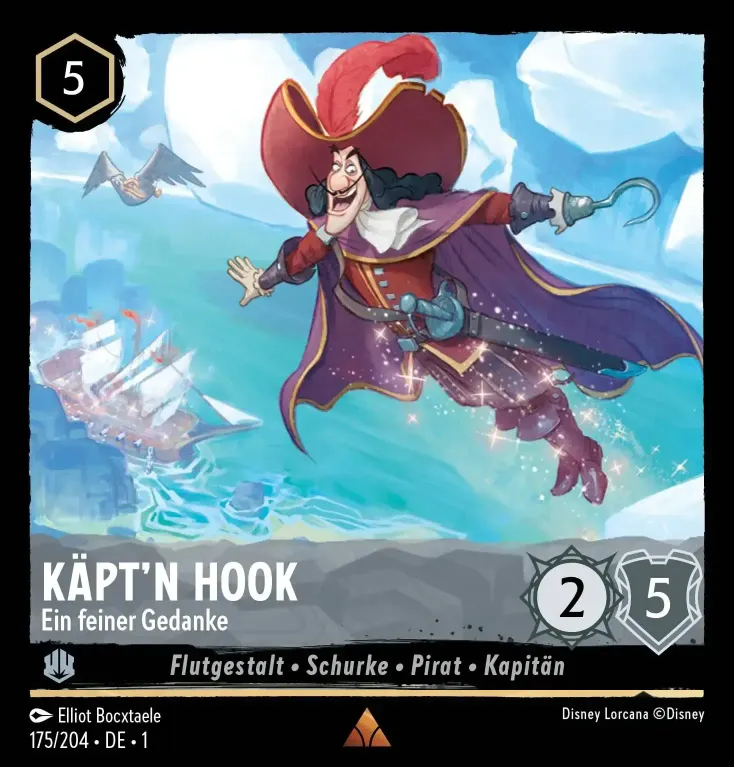 5
KÄPT’N HOOK
Ein feiner Gedanke
2
5
Flutgestalt • Schurke • Pirat • Kapitän
Elliot Bocxtaele
Disney Lorcana ©Disney
175/204 • DE • 1